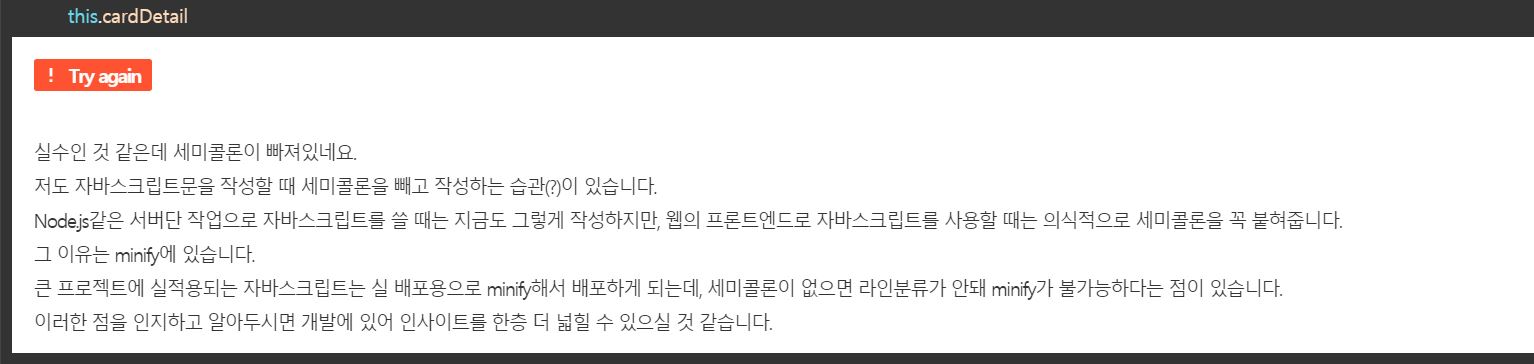 this.cardDetail
! Try again
실수인 것 같은데 세미콜론이 빠져있네요.
저도 자바스크립트문을 작성할 때 세미콜론을 빼고 작성하는 습관(?)이 있습니다.
Node.js같은 서버단 작업으로 자바스크립트를 쓸 때는 지금도 그렇게 작성하지만, 웹의 프론트엔드로 자바스크립트를 사용할 때는 의식적으로 세미콜론을 꼭 붙혀줍니다.
그 이유는 minify에 있습니다.
큰 프로젝트에 실적용되는 자바스크립트는 실 배포용으로 minify해서 배포하게 되는데, 세미콜론이 없으면 라인분류가 안돼 minify가 불가능하다는 점이 있습니다.
이러한 점을 인지하고 알아두시면 개발에 있어 인사이트를 한층 더 넓힐 수 있으실 것 같습니다.